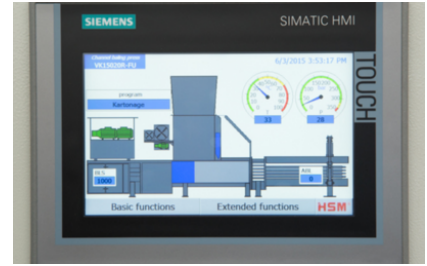 SIEMENS
SIMATIC HMI
TOUCH
Channel baling press
VK15020R-FU
6/3/2015 3:53:17 PM
program
Kartonage
33
28
1000
0
Basic functions
Extended functions
HSM